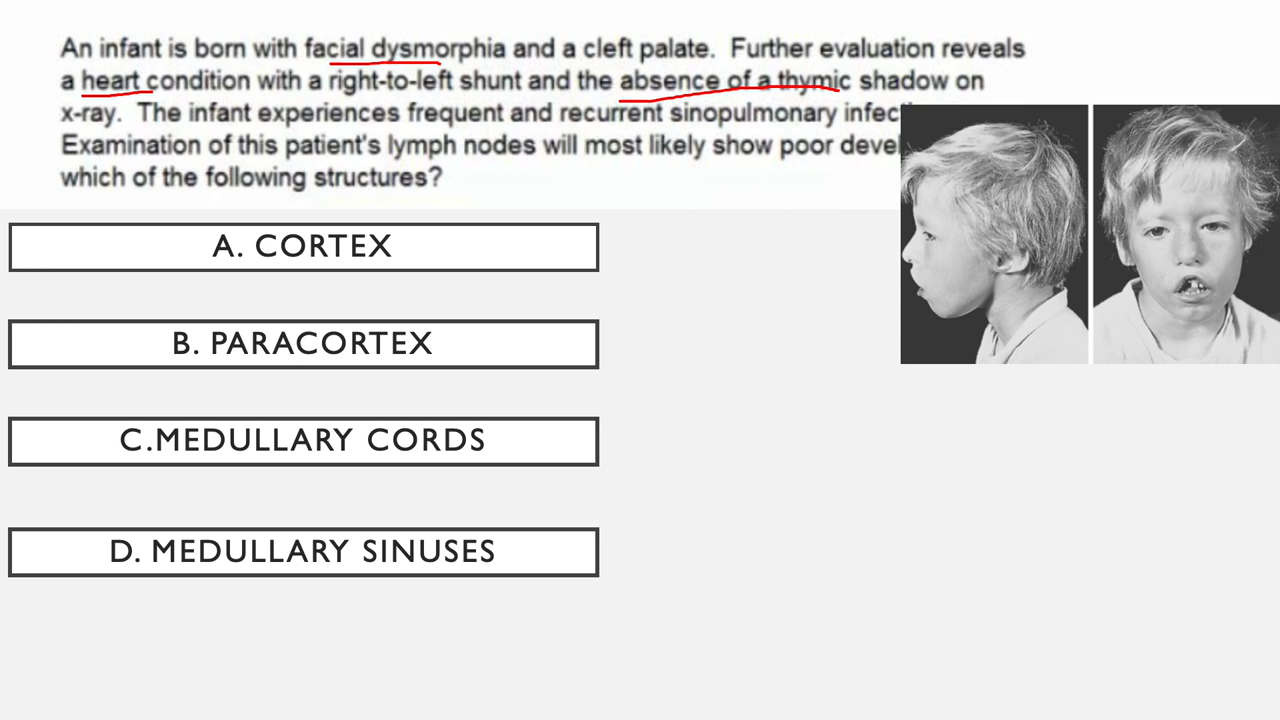 An infant is born with facial dysmorphia and a cleft palate. Further evaluation reveals
a heart condition with a right-to-left shunt and the absence of a thymic shadow on
x-ray. The infant experiences frequent and recurrent sinopulmonary
Examination of this patient's lymph nodes will most likely show poor
which of the following structures?
A. CORTEX
B. PARACORTEX
C.MEDULLARY CORDS
D. MEDULLARY SINUSES